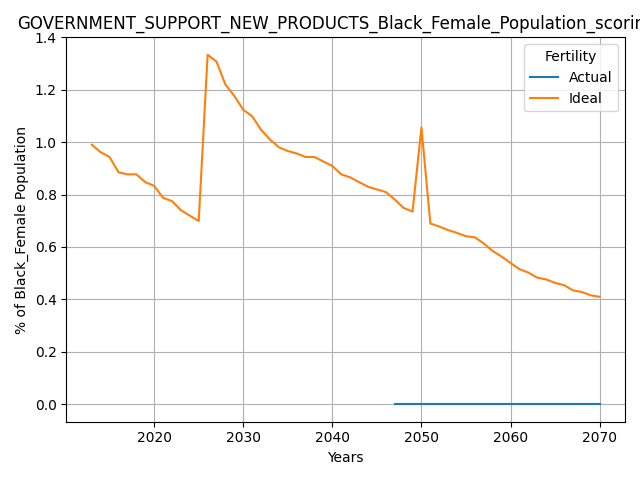 GOVERNMENT_SUPPORT_NEW_PRODUCTS_Black_Female_Population_scorin
1.4
Fertility
Actual
Ideal
1.2
1.0
0.8
0.6
0.4
0.2
0.0
% of Black_Female Population
2020 2030 2040 2050 2060 2070
Years